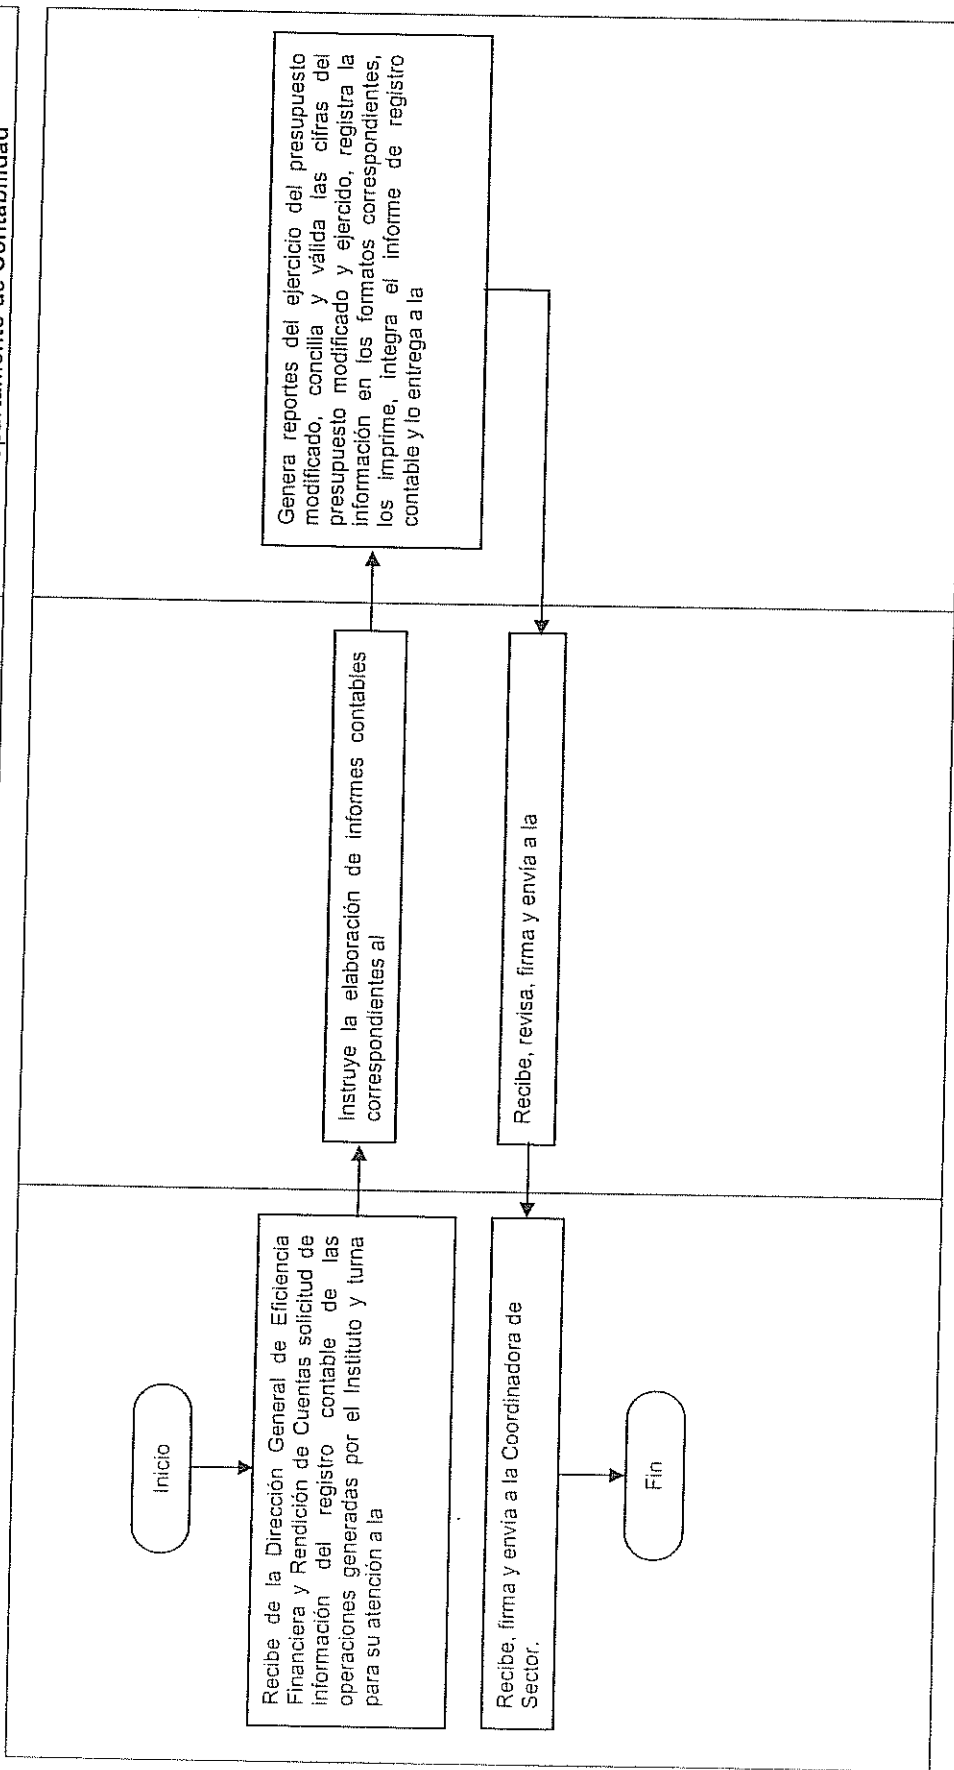 de Contabilidad
Inicio
Recibe de la Dirección General de Eficiencia
Financiera y Rendición de Cuentas solicitud de
información del registro contable de las
operaciones generadas por el Instituto y turna
para su atención a la
Instruye la elaboración de informes contables
correspondientes al
Genera reportes del ejercicio del presupuesto
modificado, concilia y válida las cifras del
presupuesto modificado y ejercido, registra la
información en los formatos correspondientes,
los imprime, integra el informe de registro
contable y lo entrega a la
Recibe, revisa, firma y envía a la
Recibe, firma y envia a la Coordinadora de
Sector.
Fin